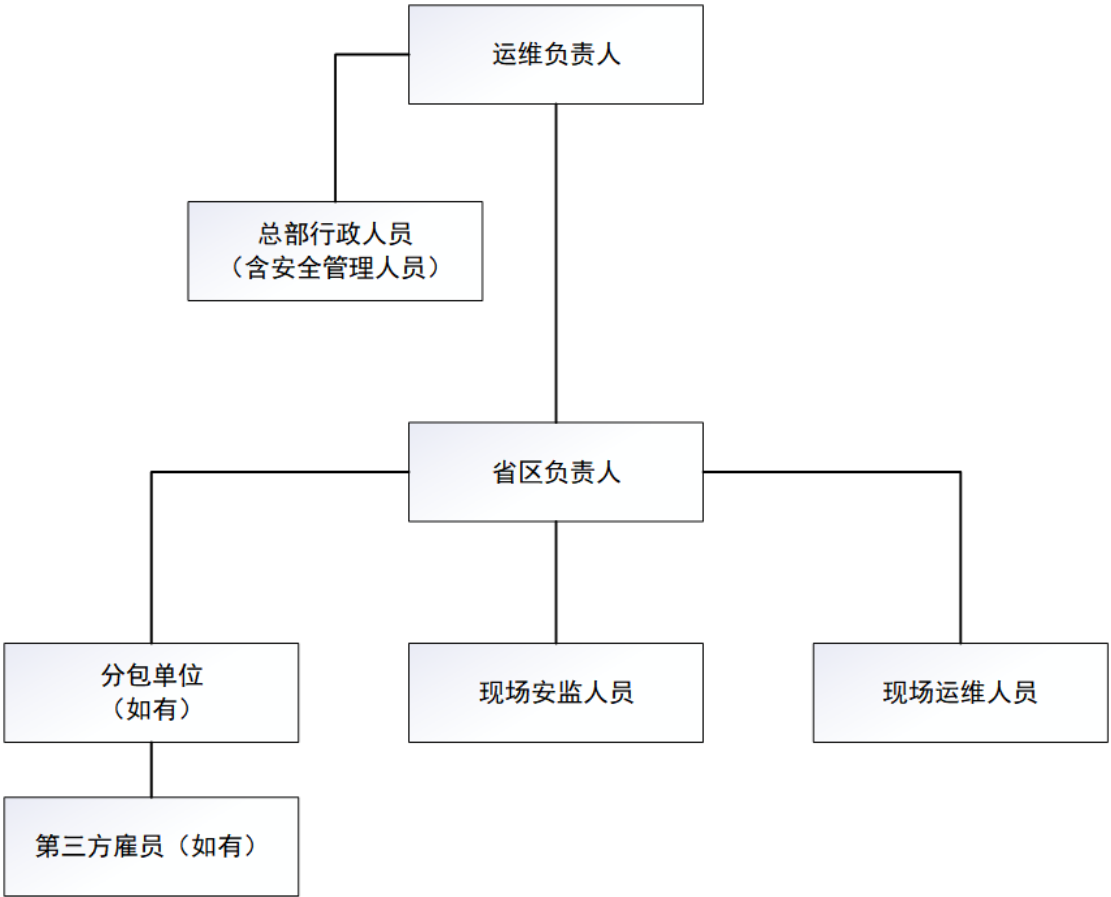 运维负责人
总部行政人员
（含安全管理人员）
省区负责人
分包单位
（如有）
现场安监人员
现场运维人员
第三方雇员（如有）